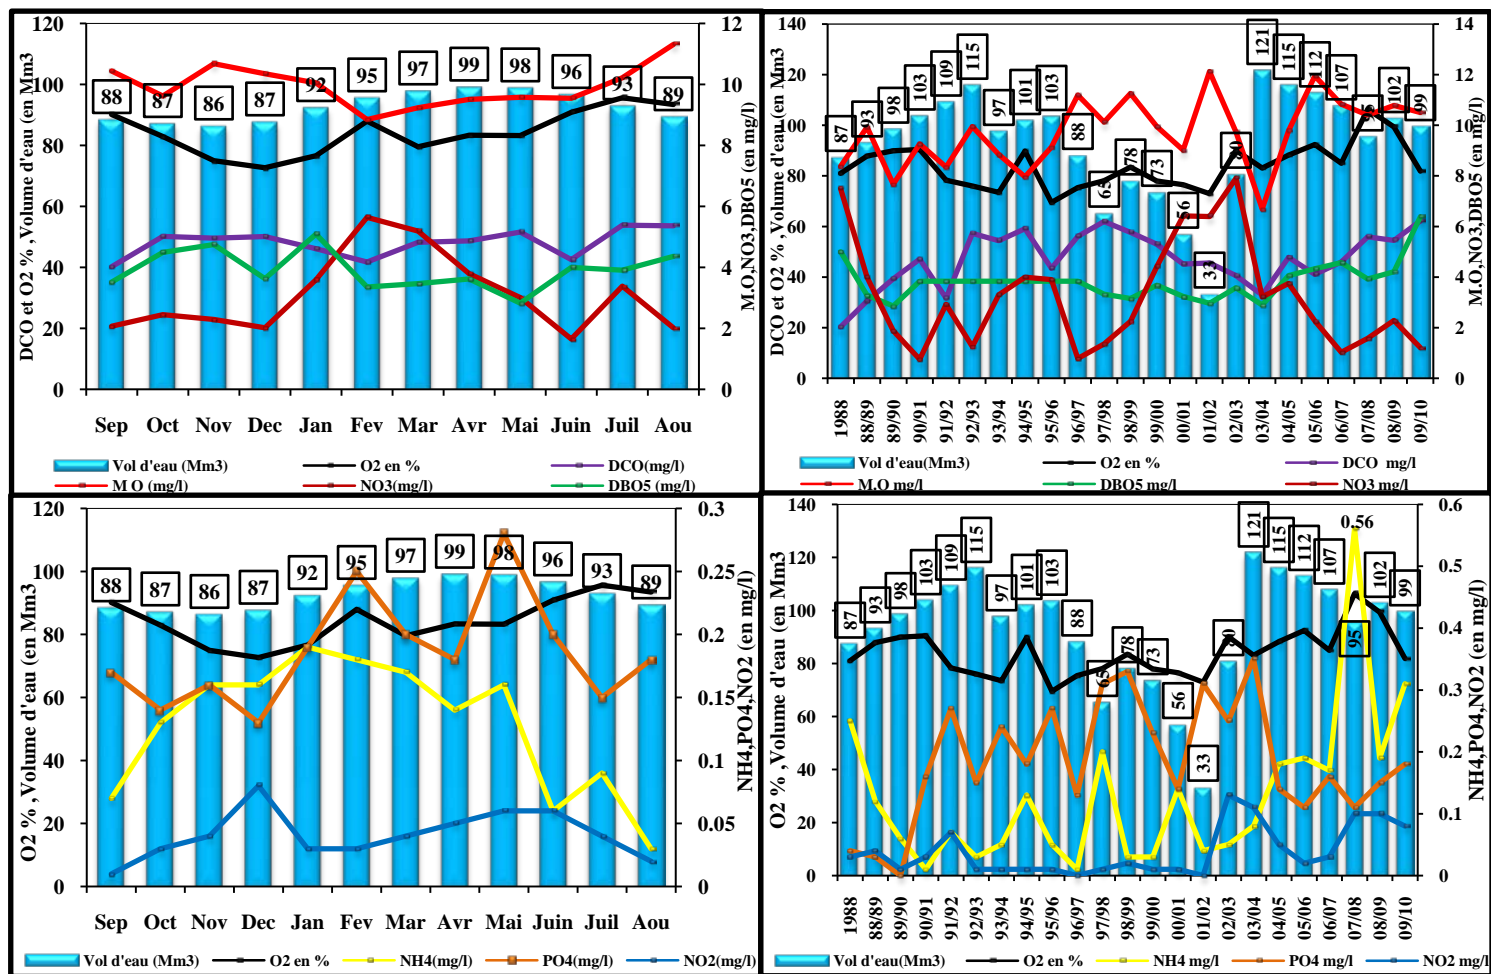 DCO et O2 % ,Volume d'eau (en Mm3
120
100
80
60
40
20
0
88 87 86 87 92 95 97 99 98 96 93 89
12
10
8
6
4
2
0
M.O,NO3,DBO5 (en mg/l)
Sep Oct Nov Dec Jan Fev Mar Avr Mai Juin Juil Aou
Vol d'eau (Mm3) O2 en % DCO(mg/l)
M O (mg/l) NO3(mg/l) DBO5 (mg/l)
DCO et O2 %, Volume d'eau (en Mm3
140
120
100
80
60
40
20
0
87 93 98 103 109 115 97 101 103 88 65 78 73 56 33 80 121 115 112 107 95 102 99
14
12
10
8
6
4
2
0
M.O,NO3,DBO5 (en mg/l)
1988 88/89 89/90 90/91 91/92 92/93 93/94 94/95 95/96 96/97 97/98 98/99 99/00 00/01 01/02 02/03 03/04 04/05 05/06 06/07 07/08 08/09 09/10
Vol d'eau(Mm3) O2 en % DCO mg/l
M.O mg/l DBO5 mg/l NO3 mg/l
O2 % ,Volume d'eau (en Mm3
120
100
80
60
40
20
0
88 87 86 87 92 95 97 99 98 96 93 89
0.3
0.25
0.2
0.15
0.1
0.05
0
NH4,PO4,NO2 (en mg/l)
Sep Oct Nov Dec Jan Fev Mar Avr Mai Juin Juil Aou
Vol d'eau (Mm3) O2 en % NH4(mg/l) PO4(mg/l) NO2(mg/l)
O2 % ,Volume d'eau (en Mm3
140
120
100
80
60
40
20
0
87 93 98 103 109 115 97 101 103 88 65 78 73 56 33 80 121 115 112 107 0.56 95 102 99
0.6
0.5
0.4
0.3
0.2
0.1
0
NH4,PO4,NO2 (en mg/l)
1988 88/89 89/90 90/91 91/92 92/93 93/94 94/95 95/96 96/97 97/98 98/99 99/00 00/01 01/02 02/03 03/04 04/05 05/06 06/07 07/08 08/09 09/10
Vol d'eau(Mm3) O2 en % NH4 mg/l PO4 mg/l NO2 mg/l